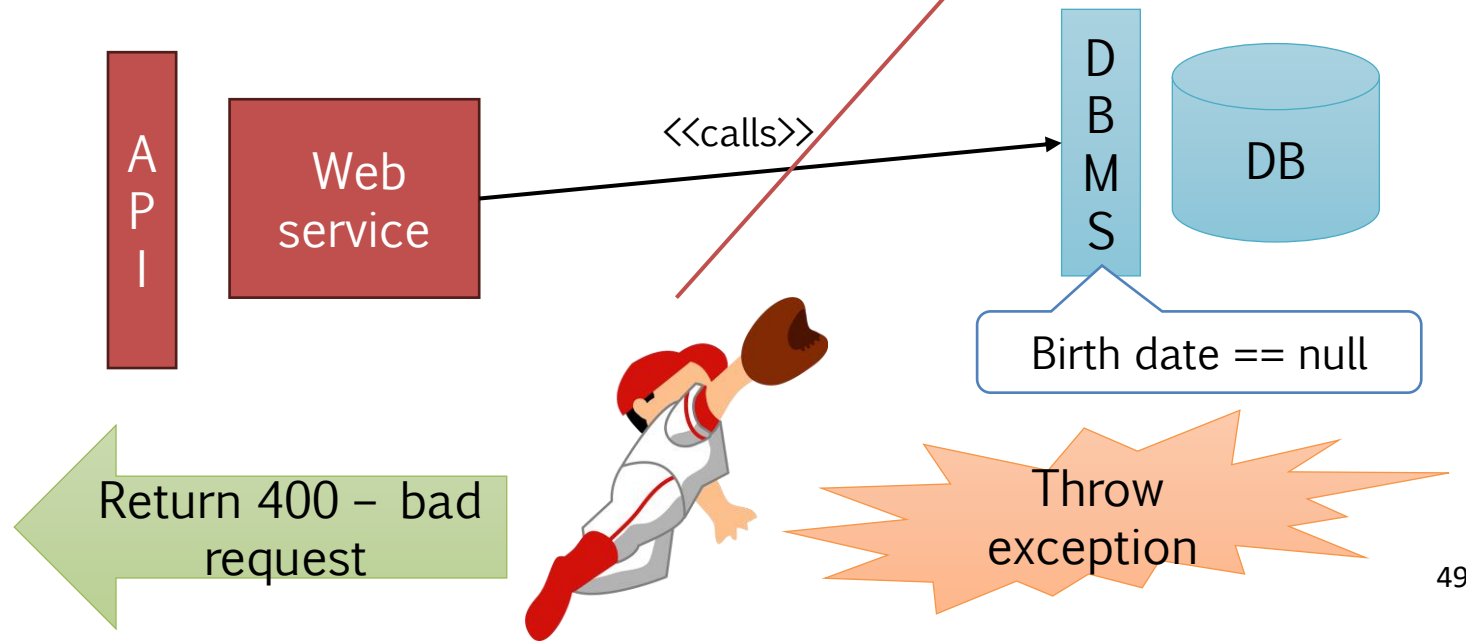 A
P
I
Web
service
<<calls>>
D
B
M
S
DB
Birth date == null
Return 400 – bad
request
Throw
exception
49